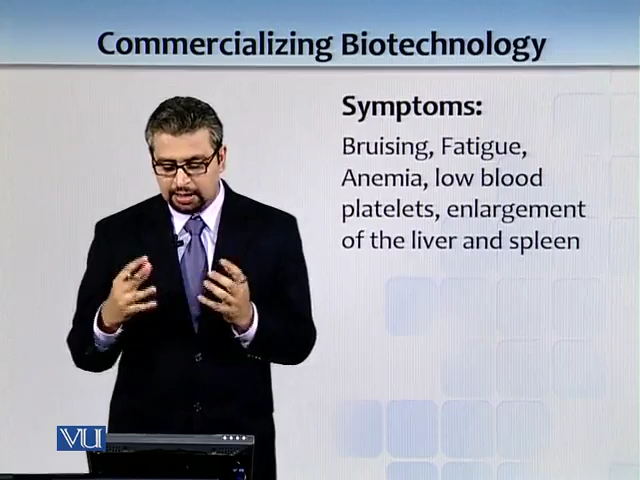 Commercializing Biotechnology
Symptoms:
Bruising, Fatigue,
Anemia, low blood
platelets, enlargement
of the liver and spleen
VU